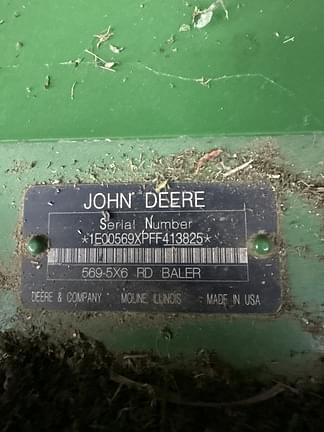 JOHN DEERE
Serial Number
*1E00569XPFF413825*
569-5X6 RD BALER
DEERE & COMPANY MOLINE ILLINOIS MADE IN USA